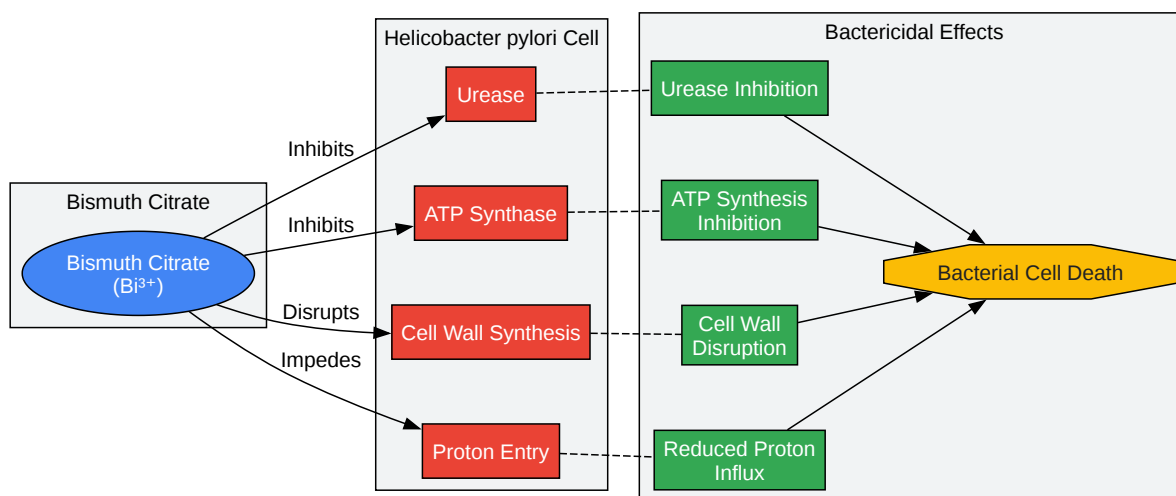 Bismuth Citrate
Bismuth Citrate
(Bi³⁺)
Inhibits
Inhibits
Disrupts
Impedes
Helicobacter pylori Cell
Urease
ATP Synthase
Cell Wall Synthesis
Proton Entry
Bactericidal Effects
Urease Inhibition
ATP Synthesis
Inhibition
Cell Wall
Disruption
Reduced Proton
Influx
Bacterial Cell Death